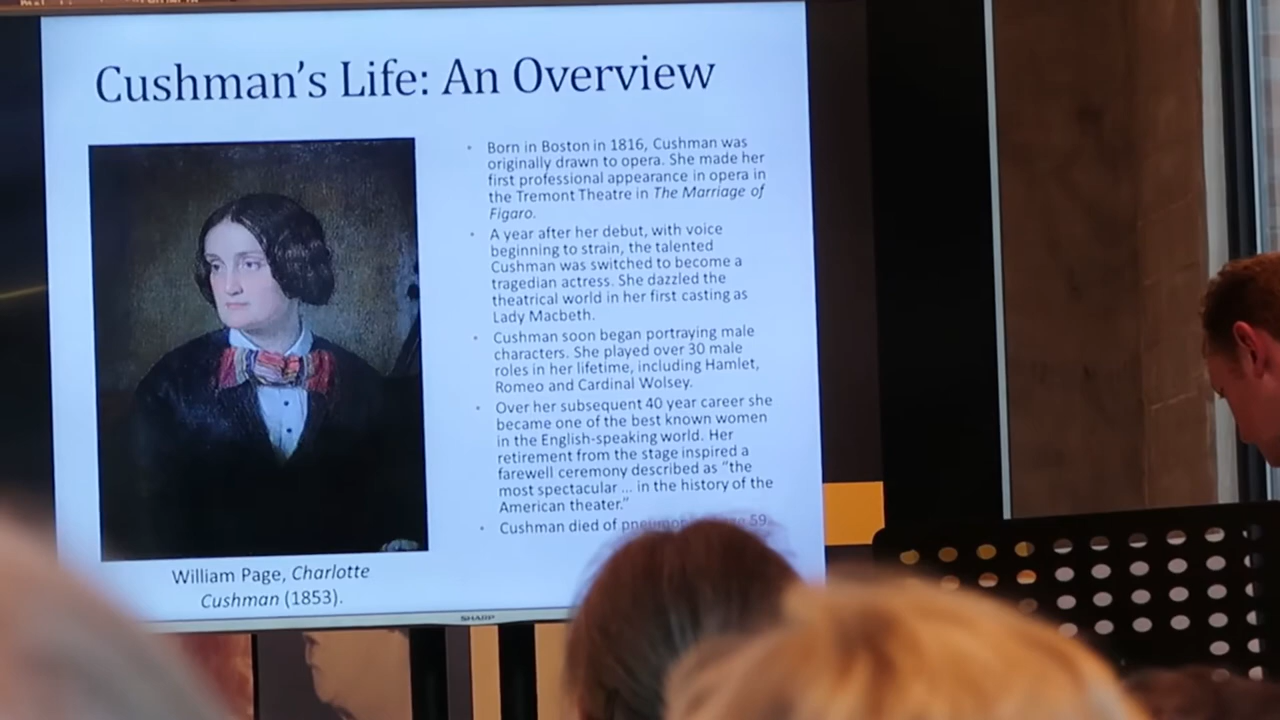 Cushman's Life: An Overview
• Born in Boston in 1816, Cushman was
originally drawn to opera. She made her
first professional appearance in opera in
the Tremont Theatre in The Marriage of
Figaro.
• A year after her debut, with voice
beginning to strain, the talented
Cushman was switched to become a
tragedian actress. She dazzled the
theatrical world in her first casting as
Lady Macbeth.
• Cushman soon began portraying male
characters. She played over 30 male
roles in her lifetime, including Hamlet,
Romeo and Cardinal Wolsey.
• Over her subsequent 40 year career she
became one of the best known women
in the English-speaking world. Her
retirement from the stage inspired a
farewell ceremony described as "the
most spectacular ... in the history of the
American theater."
• Cushman died of 59
William Page, Charlotte
Cushman (1853).
SHARP